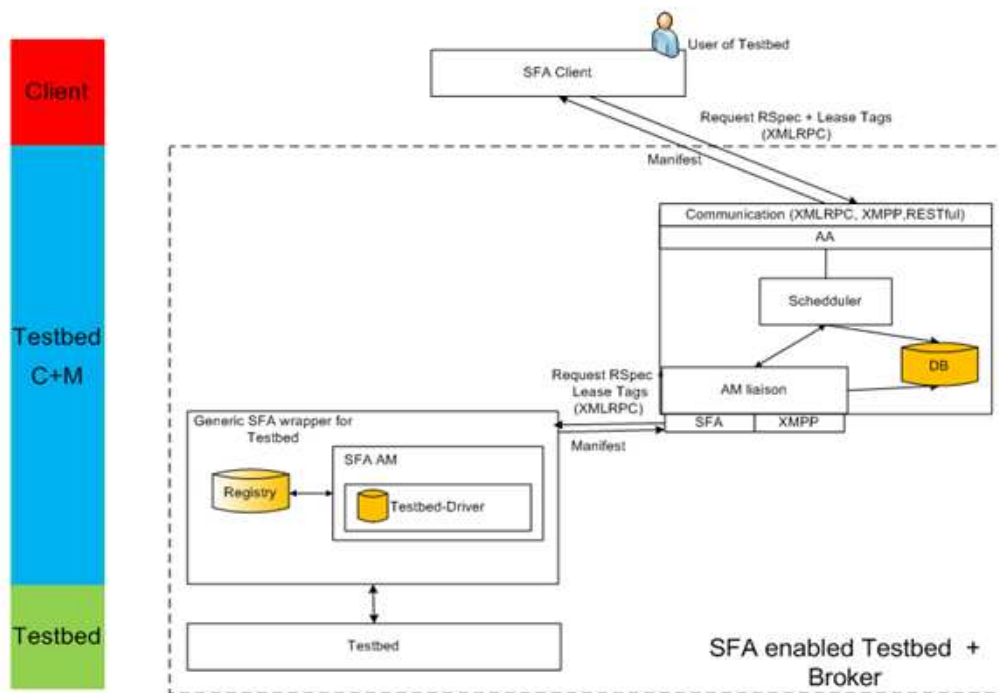 User of Testbed
SFA Client
Client
Request RSpec + Lease Tags
(XMLRPC)
Manifest
Communication (XMLRPC, XMPP,RESTful)
AA
Schedduler
Testbed
C+M
DB
AM liaison
Request RSpec
Lease Tags
(XMLRPC)
SFA
XMPP
Manifest
Generic SFA wrapper for
Testbed
SFA AM
Registry
Testbed-Driver
Testbed
Testbed
SFA enabled Testbed +
Broker